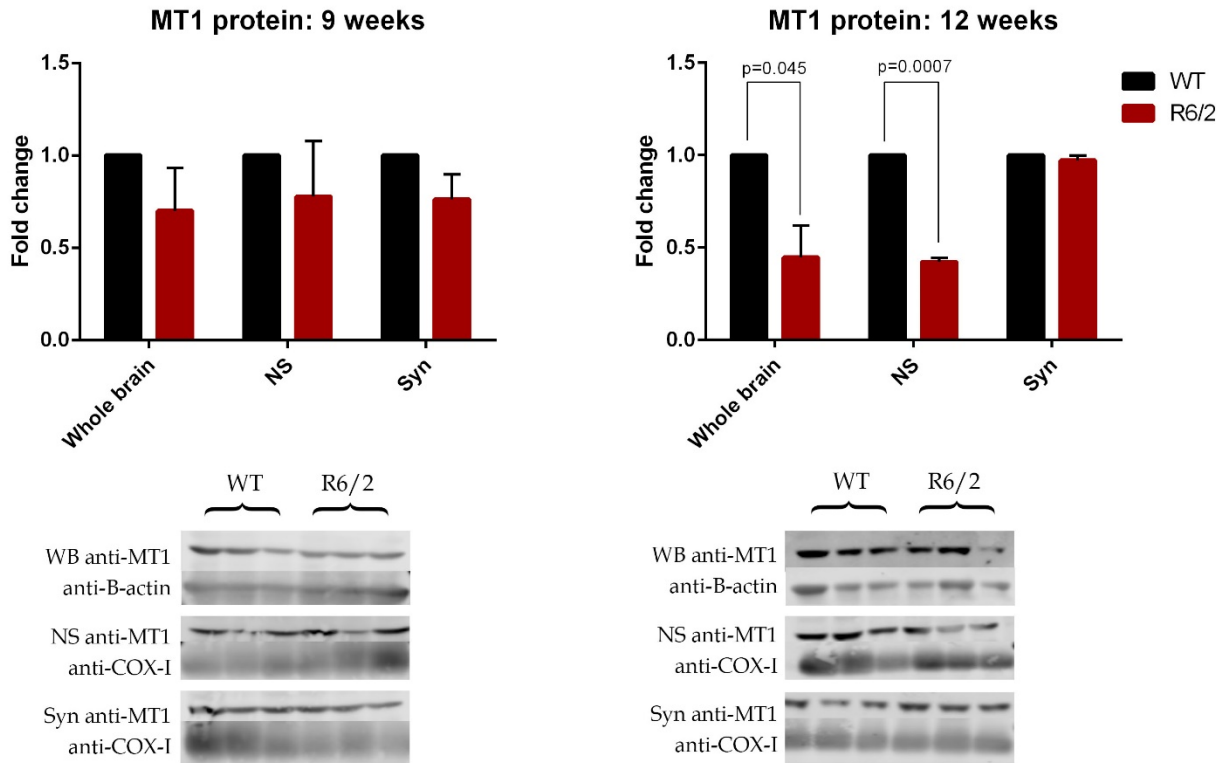 MT1 protein: 9 weeks
1.5
1.0
0.5
0.0
Fold change
Whole brain
NS
Syn
WT
R6/2
WB anti-MT1
anti-B-actin
NS anti-MT1
anti-COX-I
Syn anti-MT1
anti-COX-I
MT1 protein: 12 weeks
1.5
1.0
0.5
0.0
Fold change
p=0.045
p=0.0007
WT
R6/2
Whole brain
NS
Syn
WT
R6/2
WB anti-MT1
anti-B-actin
NS anti-MT1
anti-COX-I
Syn anti-MT1
anti-COX-I